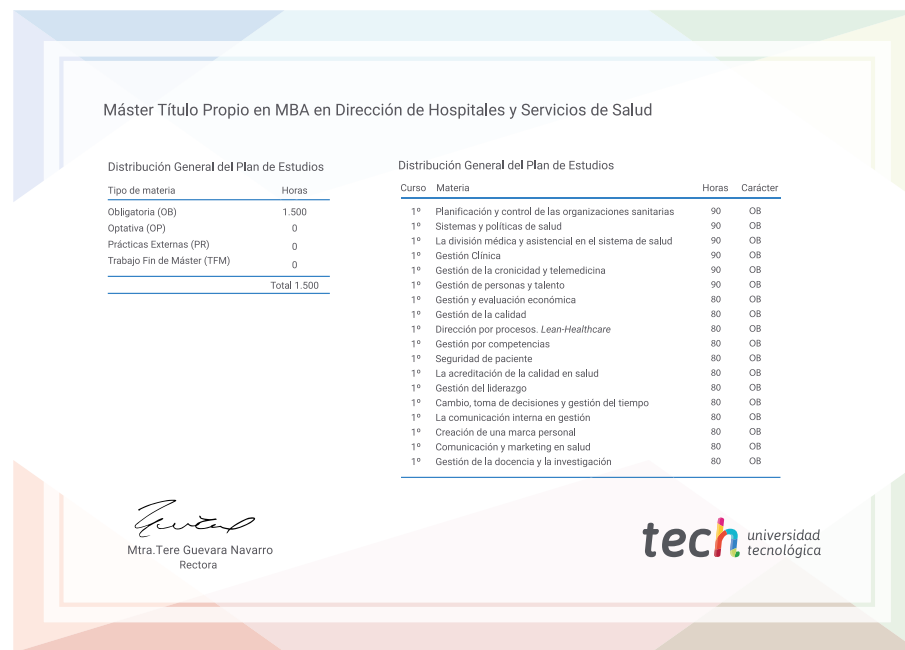 Máster Título Propio en MBA en Dirección de Hospitales y Servicios de Salud
Distribución General del Plan de Estudios
Tipo de materia Horas
Obligatoria (OB) 1.500
Optativa (OP) 0
Prácticas Externas (PR) 0
Trabajo Fin de Máster (TFM) 0
Total 1.500
Distribución General del Plan de Estudios
Curso Materia Horas Carácter
1º Planificación y control de las organizaciones sanitarias 90 OB
1º Sistemas y políticas de salud 90 OB
1º La división médica y asistencial en el sistema de salud 90 OB
1º Gestión Clínica 90 OB
1º Gestión de la cronicidad y telemedicina 90 OB
1º Gestión de personas y talento 90 OB
1º Gestión y evaluación económica 80 OB
1º Gestión de la calidad 80 OB
1º Dirección por procesos. Lean-Healthcare 80 OB
1º Gestión por competencias 80 OB
1º Seguridad de paciente 80 OB
1º La acreditación de la calidad en salud 80 OB
1º Gestión del liderazgo 80 OB
1º Cambio, toma de decisiones y gestión del tiempo 80 OB
1º La comunicación interna en gestión 80 OB
1º Creación de una marca personal 80 OB
1º Comunicación y marketing en salud 80 OB
1º Gestión de la docencia y la investigación 80 OB
Mtra.Tere Guevara Navarro
Rectora
tech universidad
tecnológica